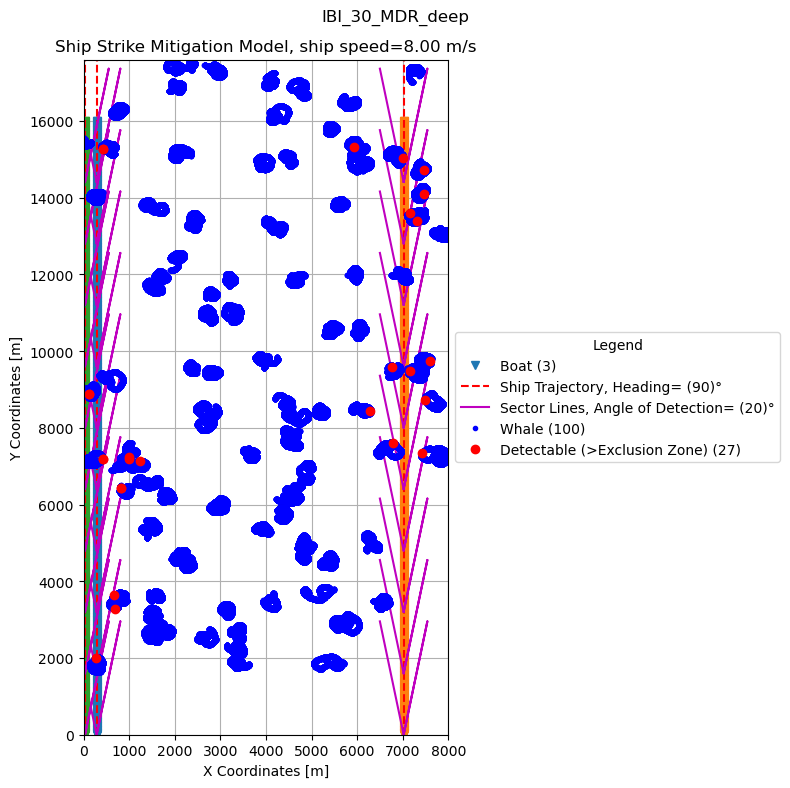 IBI_30_MDR_deep
Ship Strike Mitigation Model, ship speed=8.00 m/s
16000
14000
12000
10000
8000
6000
4000
2000
0
Y Coordinates [m]
0 1000 2000 3000 4000 5000 6000 7000 8000
X Coordinates [m]
Legend
Boat (3)
Ship Trajectory, Heading= (90)°
Sector Lines, Angle of Detection= (20)°
Whale (100)
Detectable (>Exclusion Zone) (27)